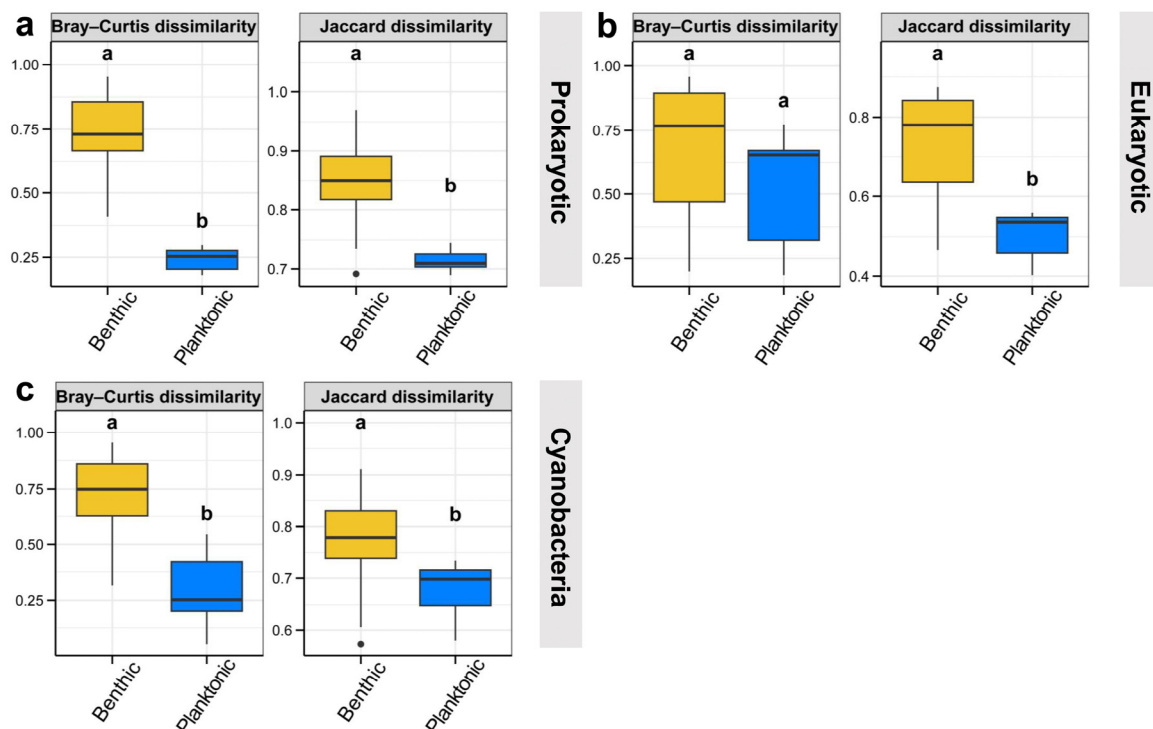 a
Bray–Curtis dissimilarity
Jaccard dissimilarity
a
a
b
b
1.00
0.75
0.50
0.25
1.0
0.9
0.8
0.7
Benthic
Planktonic
Benthic
Planktonic
Prokaryotic
b
Bray–Curtis dissimilarity
Jaccard dissimilarity
a
a
a
b
1.00
0.75
0.50
0.25
0.8
0.6
0.4
Benthic
Planktonic
Benthic
Planktonic
Eukaryotic
c
Bray–Curtis dissimilarity
Jaccard dissimilarity
a
a
b
b
1.00
0.75
0.50
0.25
1.0
0.9
0.8
0.7
0.6
Benthic
Planktonic
Benthic
Planktonic
Cyanobacteria